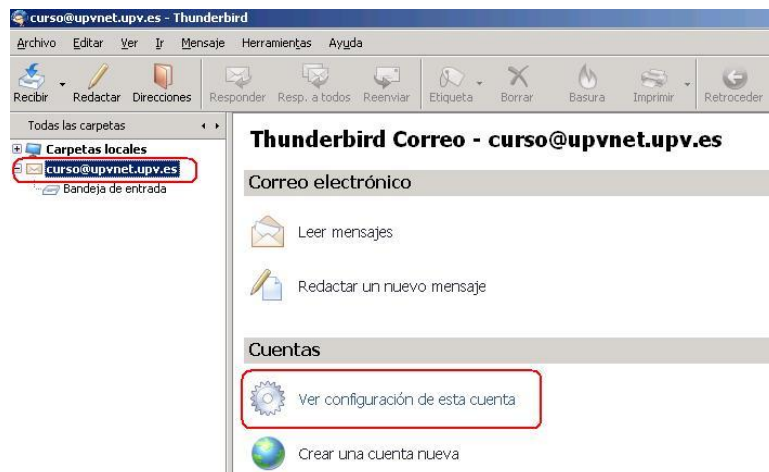 curso@upvnet.upv.es - Thunderbird
Archivo Editar Ver Ir Mensaje Herramientas Ayuda
Recibir Redactar Direcciones Responder Resp. a todos Reenviar Etiqueta Borrar Basura Imprimir Retroceder
Todas las carpetas
Carpetas locales
curso@upvnet.upv.es
Bandeja de entrada
Thunderbird Correo - curso@upvnet.upv.es
Correo electrónico
Leer mensajes
Redactar un nuevo mensaje
Cuentas
Ver configuración de esta cuenta
Crear una cuenta nueva